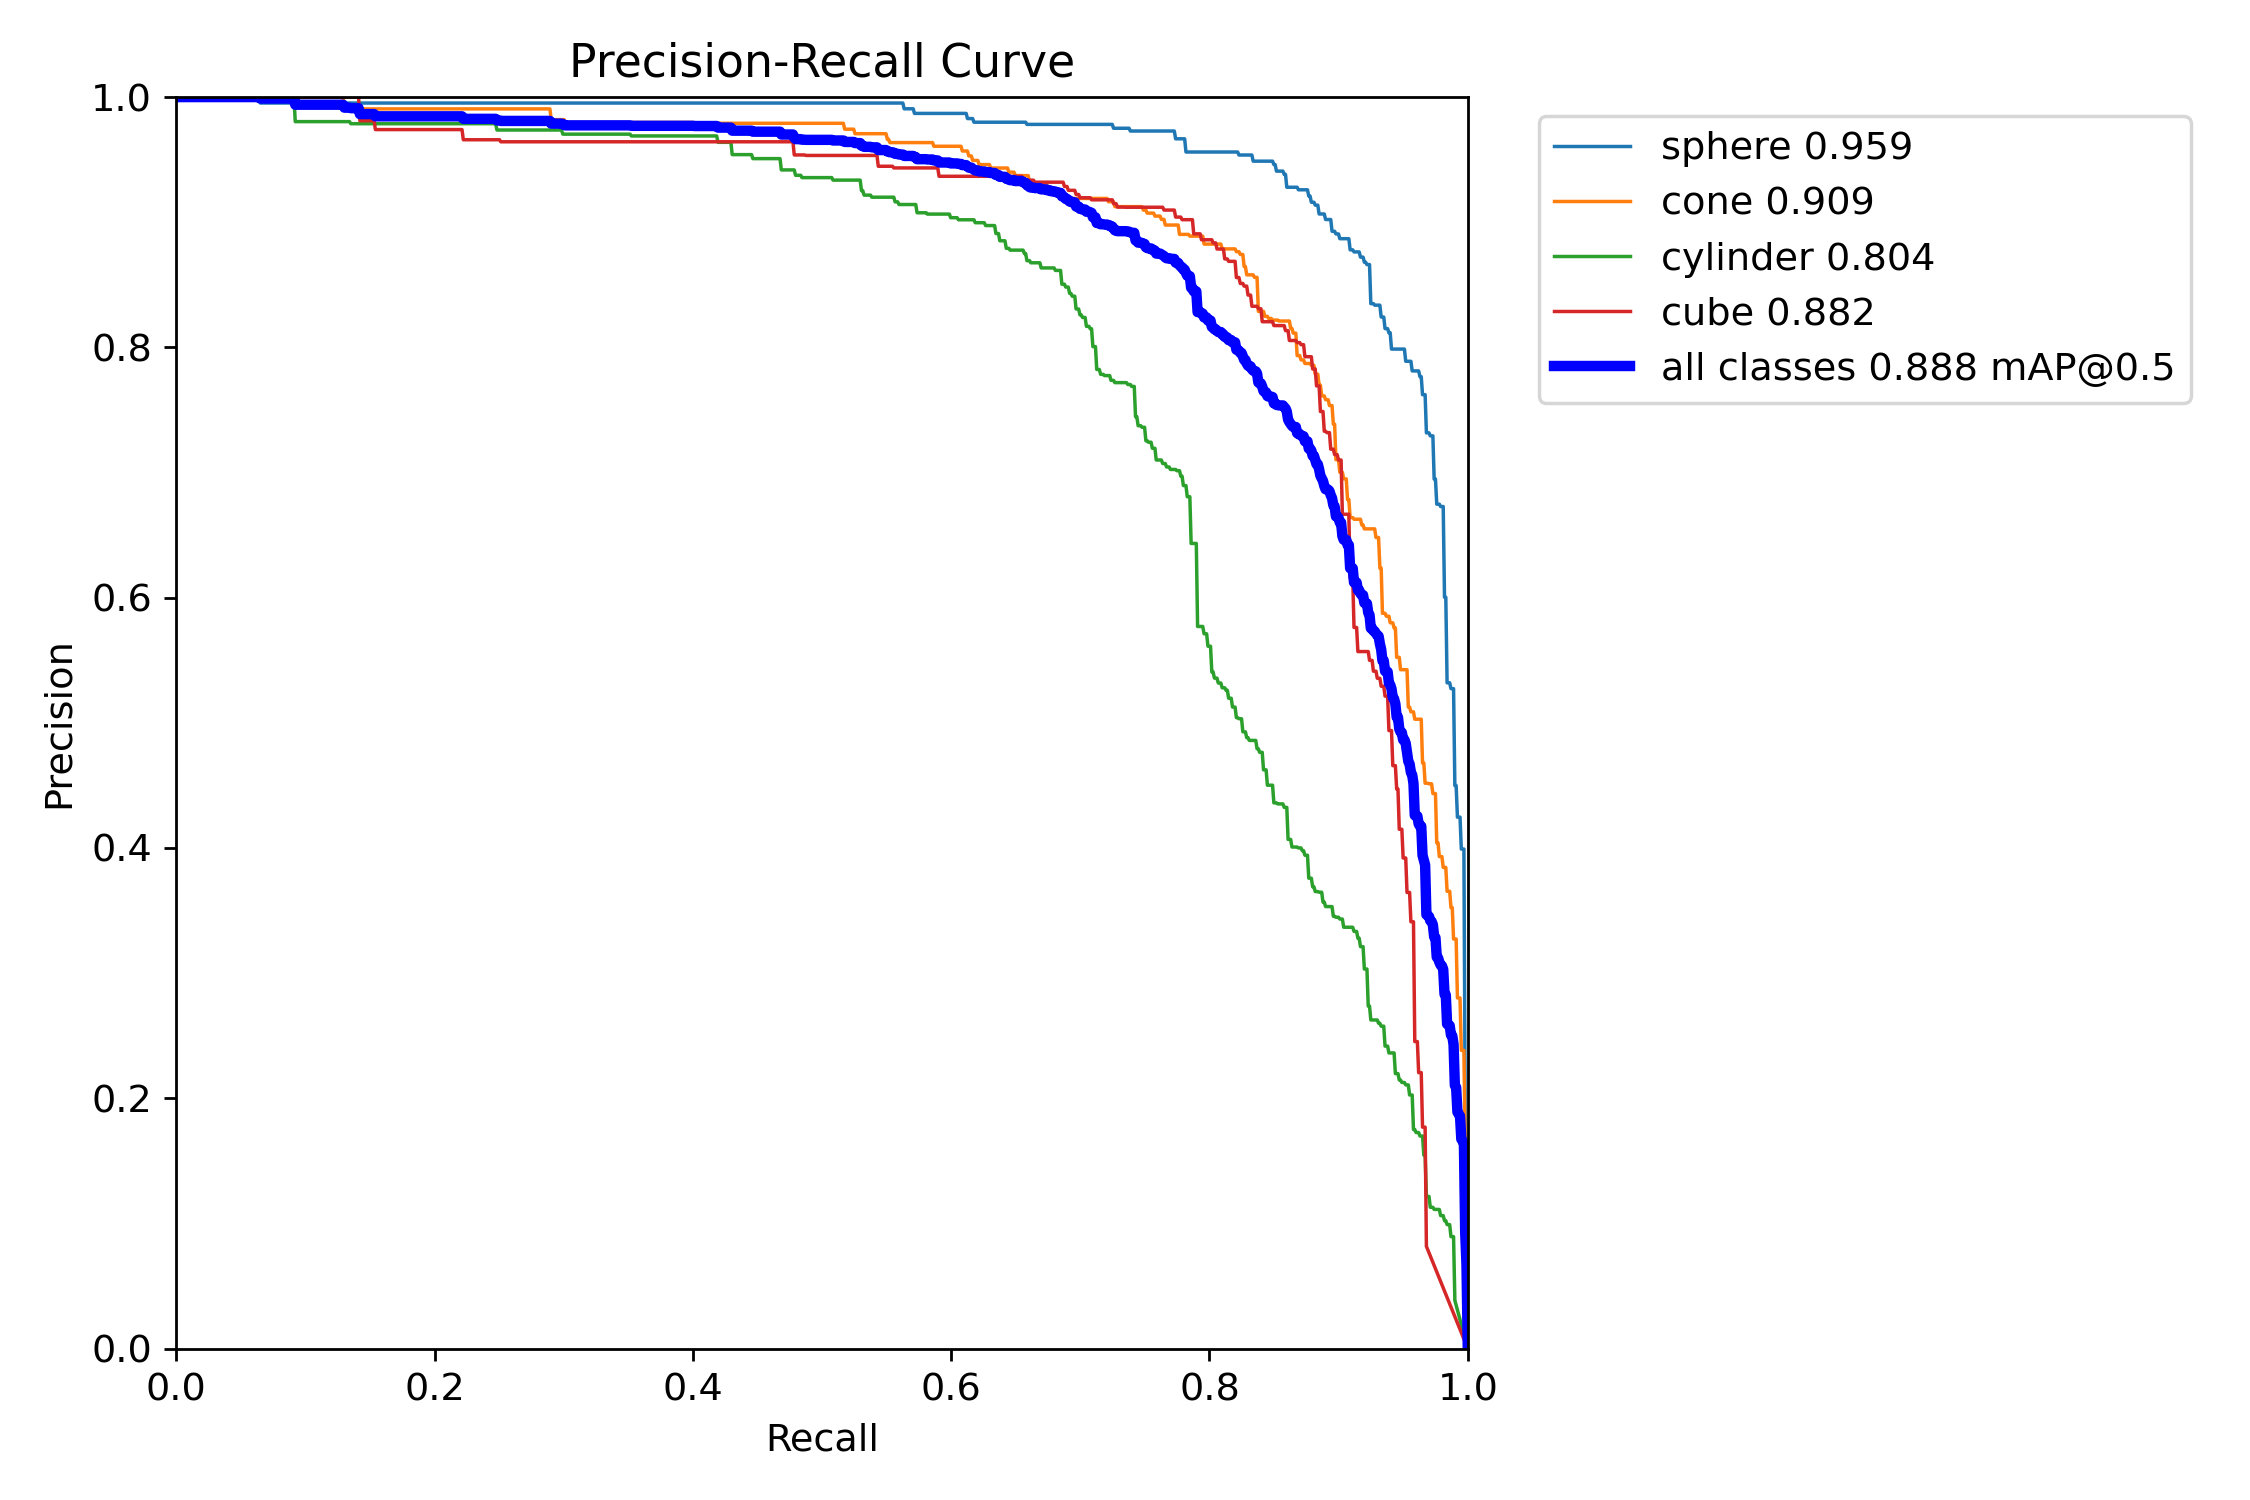 Precision-Recall Curve
1.0
0.8
0.6
0.4
0.2
0.0
Precision
0.0 0.2 0.4 0.6 0.8 1.0
Recall
sphere 0.959
cone 0.909
cylinder 0.804
cube 0.882
all classes 0.888 mAP@0.5